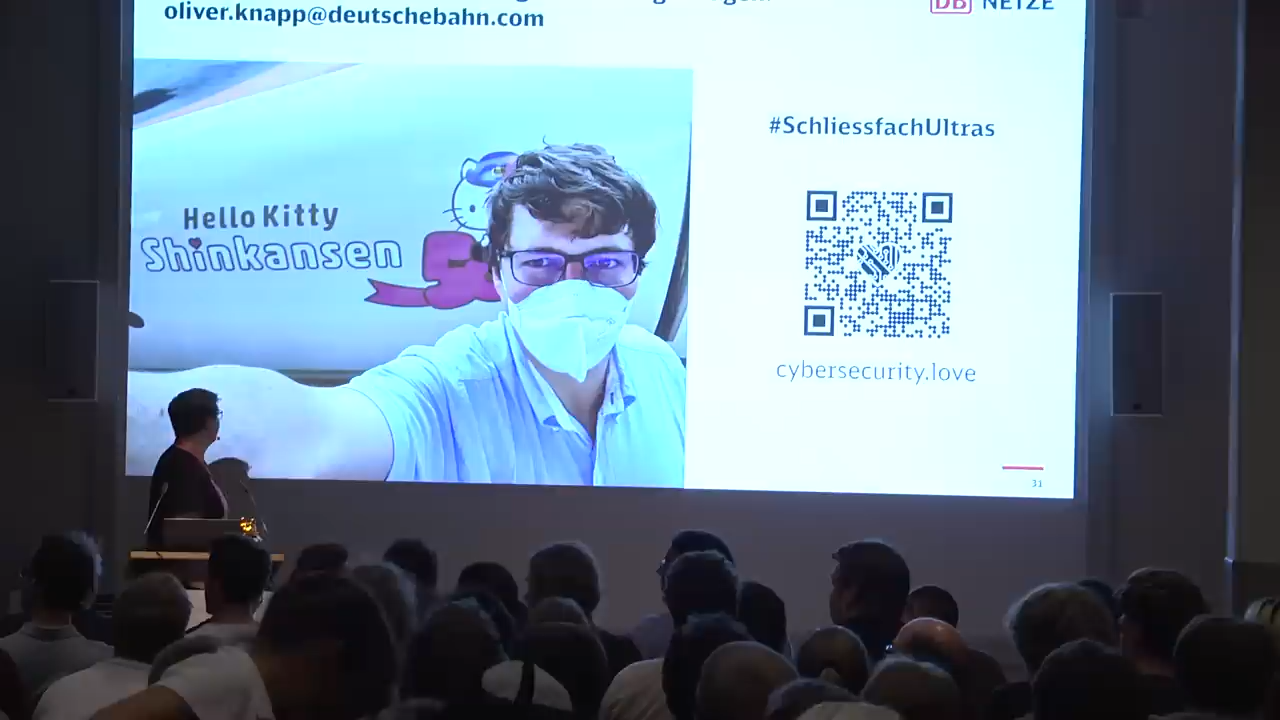 oliver.knapp@deutschebahn.com
DB NETZE
#SchliessfachUltras
Hello Kitty
Shinkansen
cybersecurity.love
31